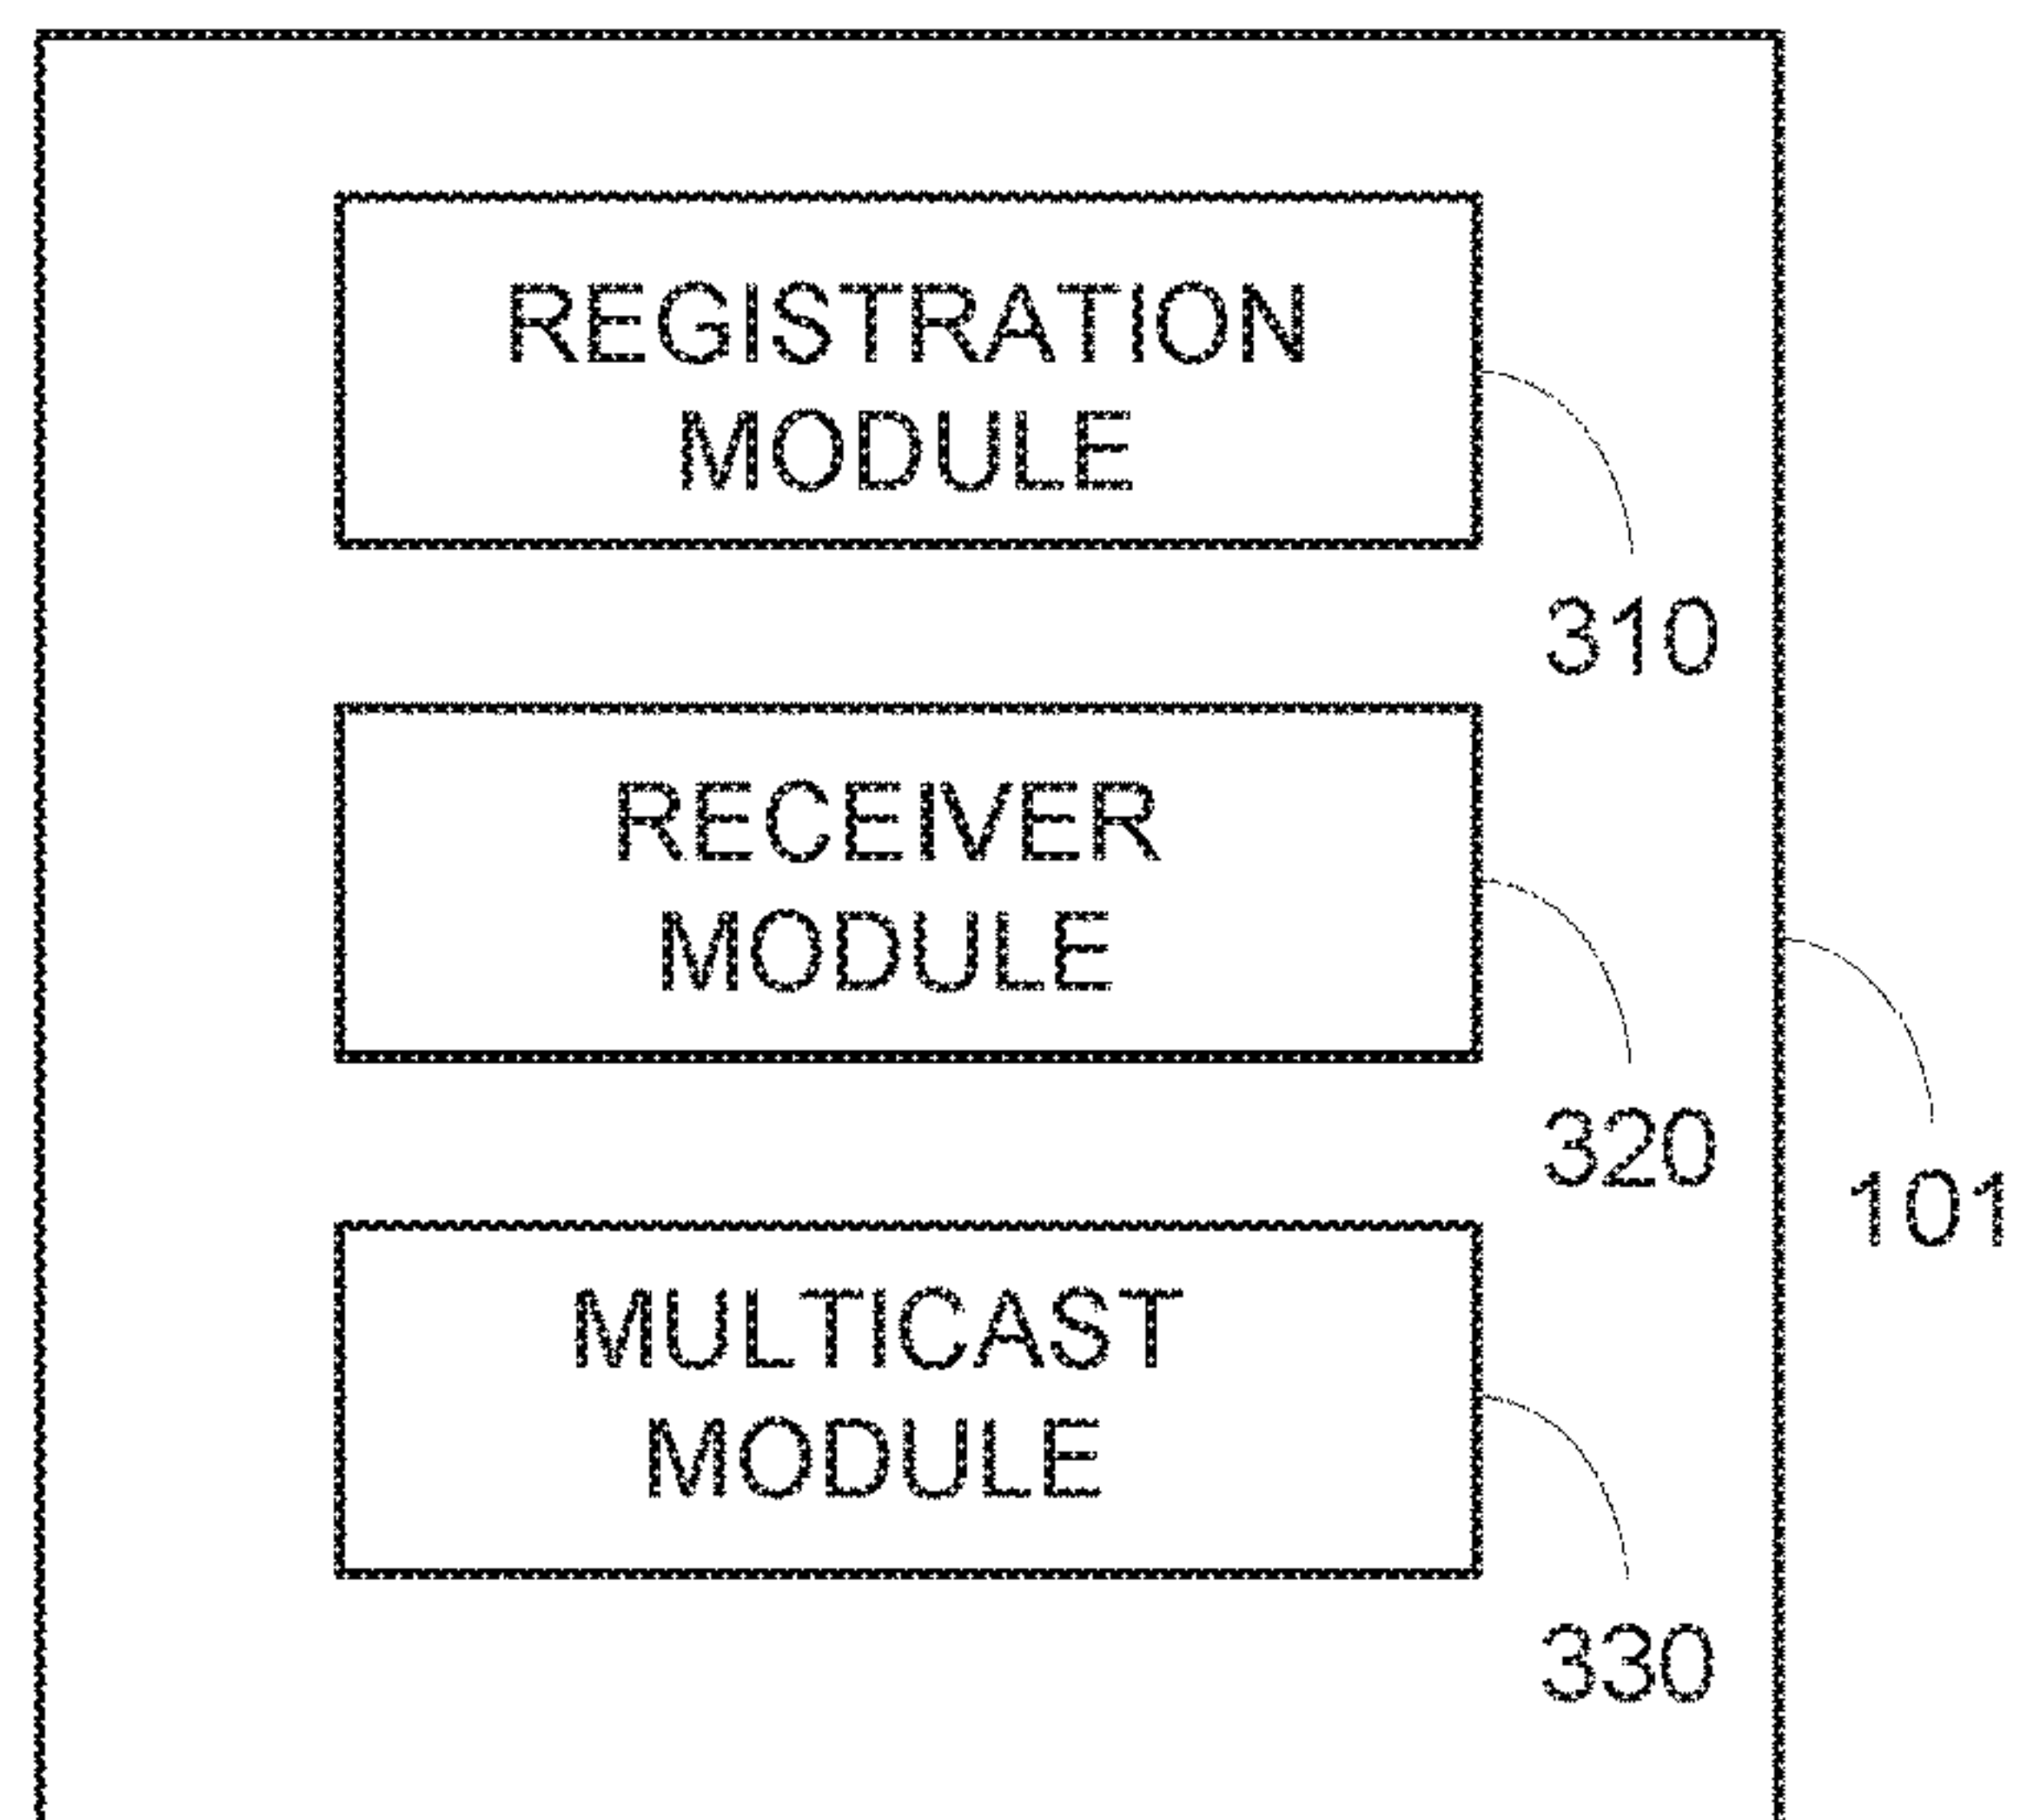 REGISTRATION
MODULE
310
RECEIVER
MODULE
320
101
MULTICAST
MODULE
330